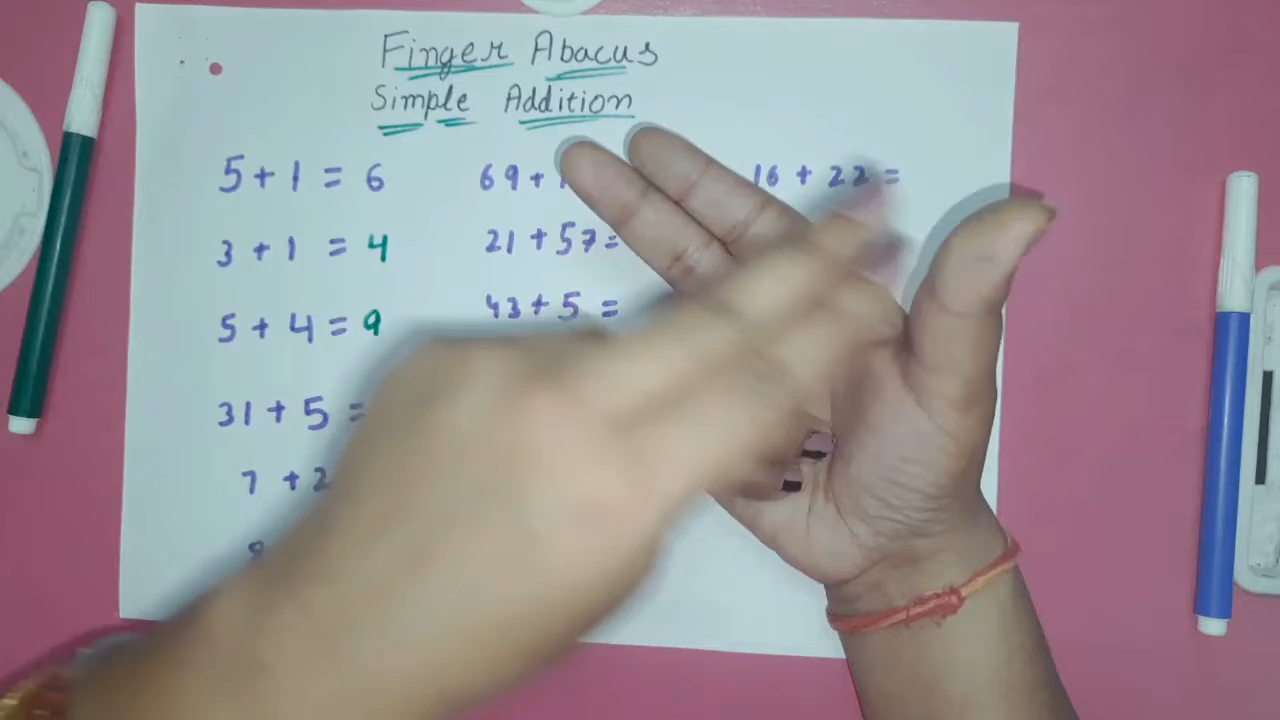 Finger Abacus
Simple Addition
5 + 1 = 6
3 + 1 = 4
5 + 4 = 9
31 + 5 =
7 + 2
69 +
21 + 57 =
43 + 5 =
16 + 22 =